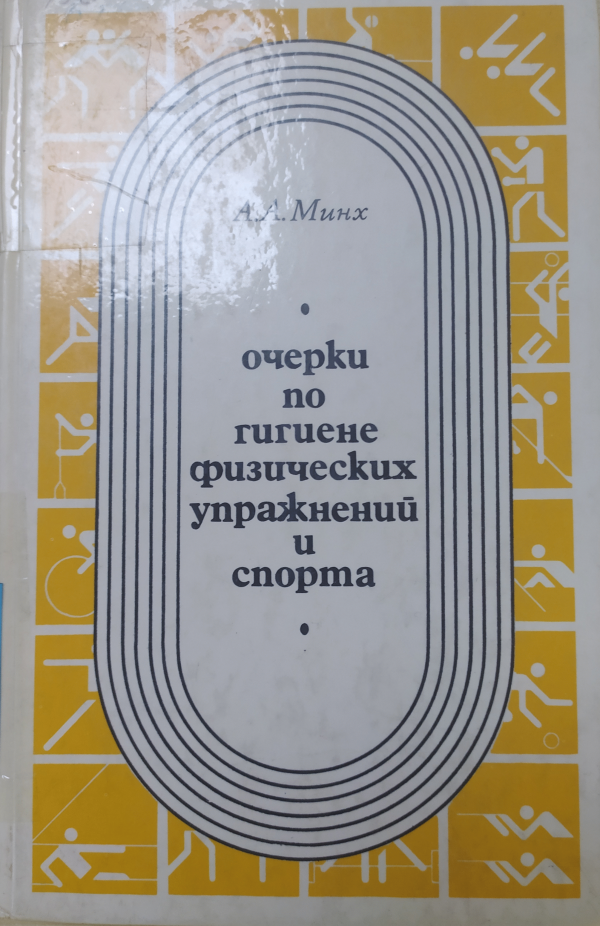 А.А.Минх
очерки
по
гигиене
физических
упражнений
и
спорта